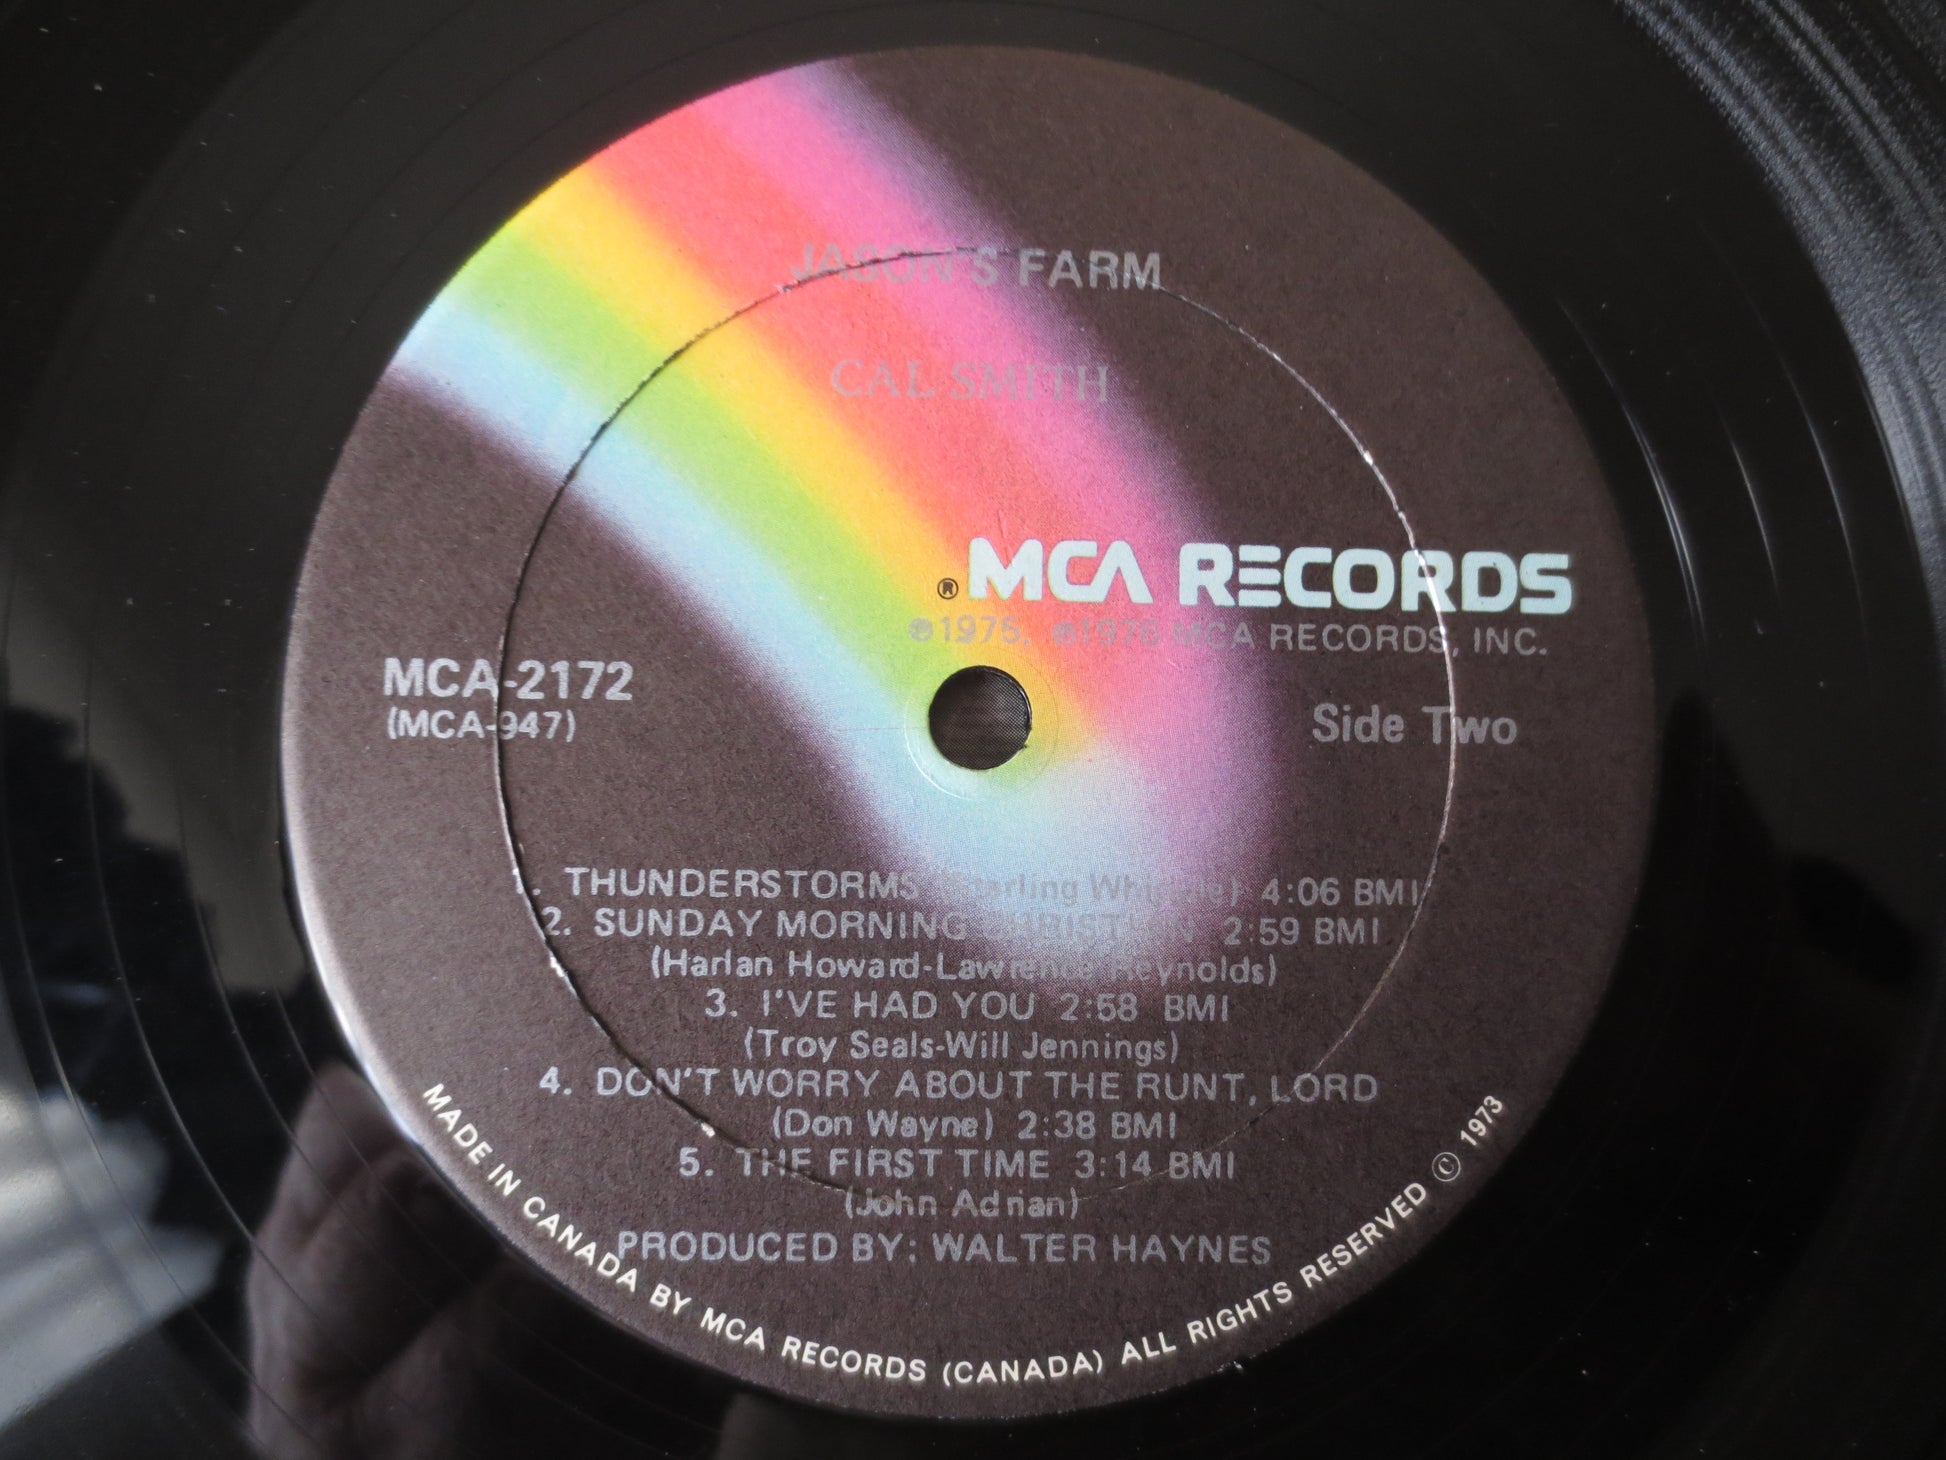 JASON'S FARM
CAL SMITH
® MCA RECORDS
℗1975, ℗1976 MCA RECORDS, INC.
MCA-2172
(MCA-947)
Side Two
1. THUNDERSTORMS (Sterling Whipple) 4:06 BMI
2. SUNDAY MORNING CHRISTIAN 2:59 BMI
(Harlan Howard-Lawrence Reynolds)
3. I'VE HAD YOU 2:58 BMI
(Troy Seals-Will Jennings)
4. DON'T WORRY ABOUT THE RUNT, LORD
(Don Wayne) 2:38 BMI
5. THE FIRST TIME 3:14 BMI
(John Adrian)
PRODUCED BY: WALTER HAYNES
MADE IN CANADA BY MCA RECORDS (CANADA) ALL RIGHTS RESERVED © 1973